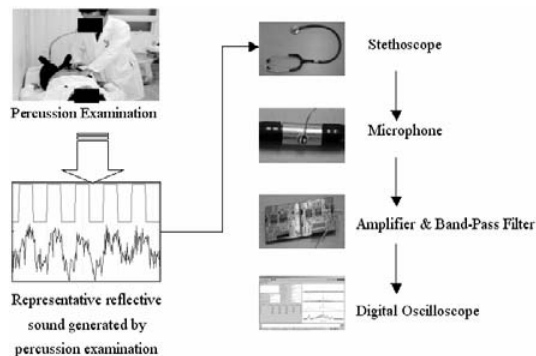 Percussion Examination
Representative reflective
sound generated by
percussion examination
Stethoscope
Microphone
Amplifier & Band-Pass Filter
Digital Oscilloscope